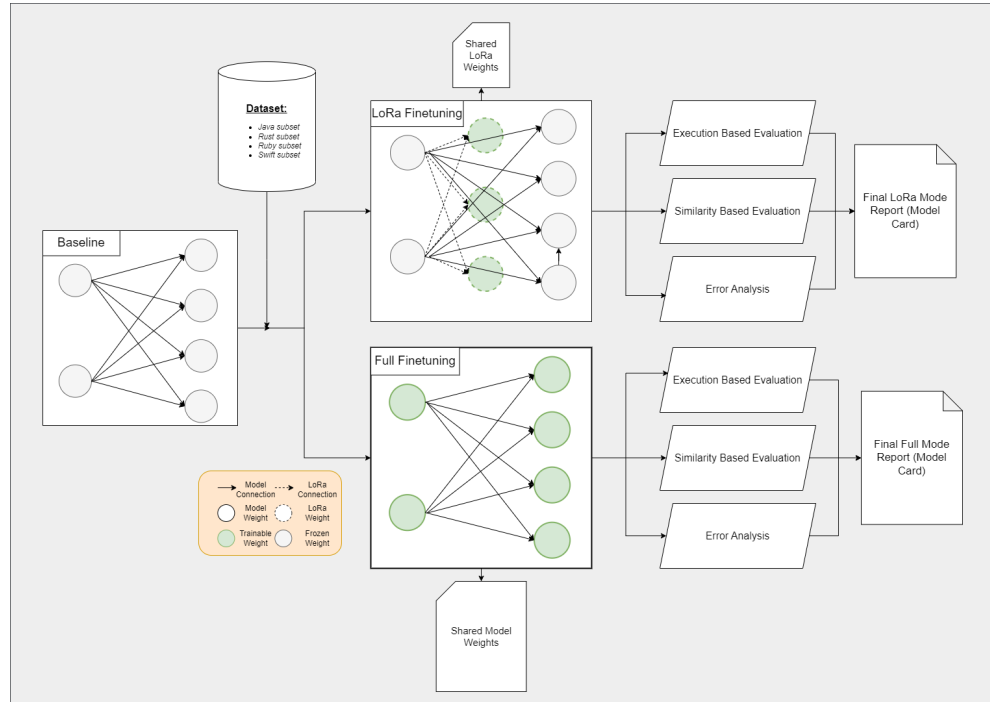 Shared
LoRa
Weights
Dataset:
Java subset
Rust subset
Ruby subset
Swift subset
LoRa Finetuning
Execution Based Evaluation
Similarity Based Evaluation
Error Analysis
Final LoRa Mode
Report (Model
Card)
Baseline
Full Finetuning
Execution Based Evaluation
Similarity Based Evaluation
Error Analysis
Final Full Mode
Report (Model
Card)
Model
Connection
LoRa
Connection
Model
Weight
LoRa
Weight
Trainable
Weight
Frozen
Weight
Shared Model
Weights